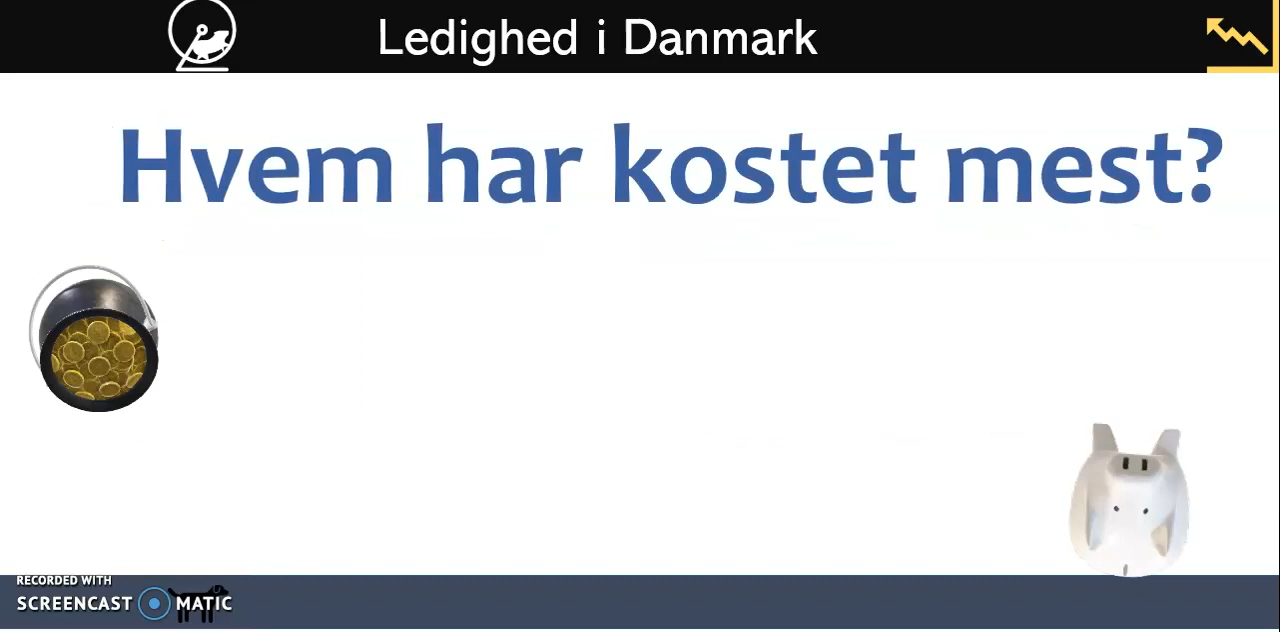 Ledighed i Danmark
Hvem har kostet mest?
RECORDED WITH
SCREENCAST MATIC